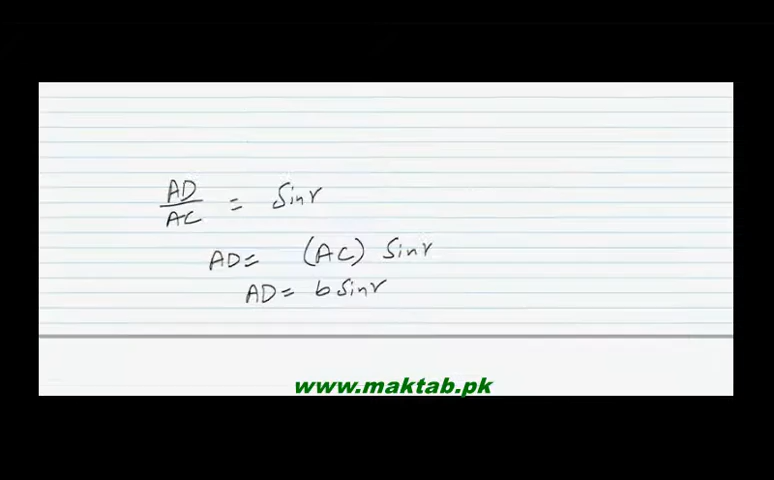 AD/AC = Sinγ
AD = (AC) Sinγ
AD = b Sinγ
www.maktab.pk